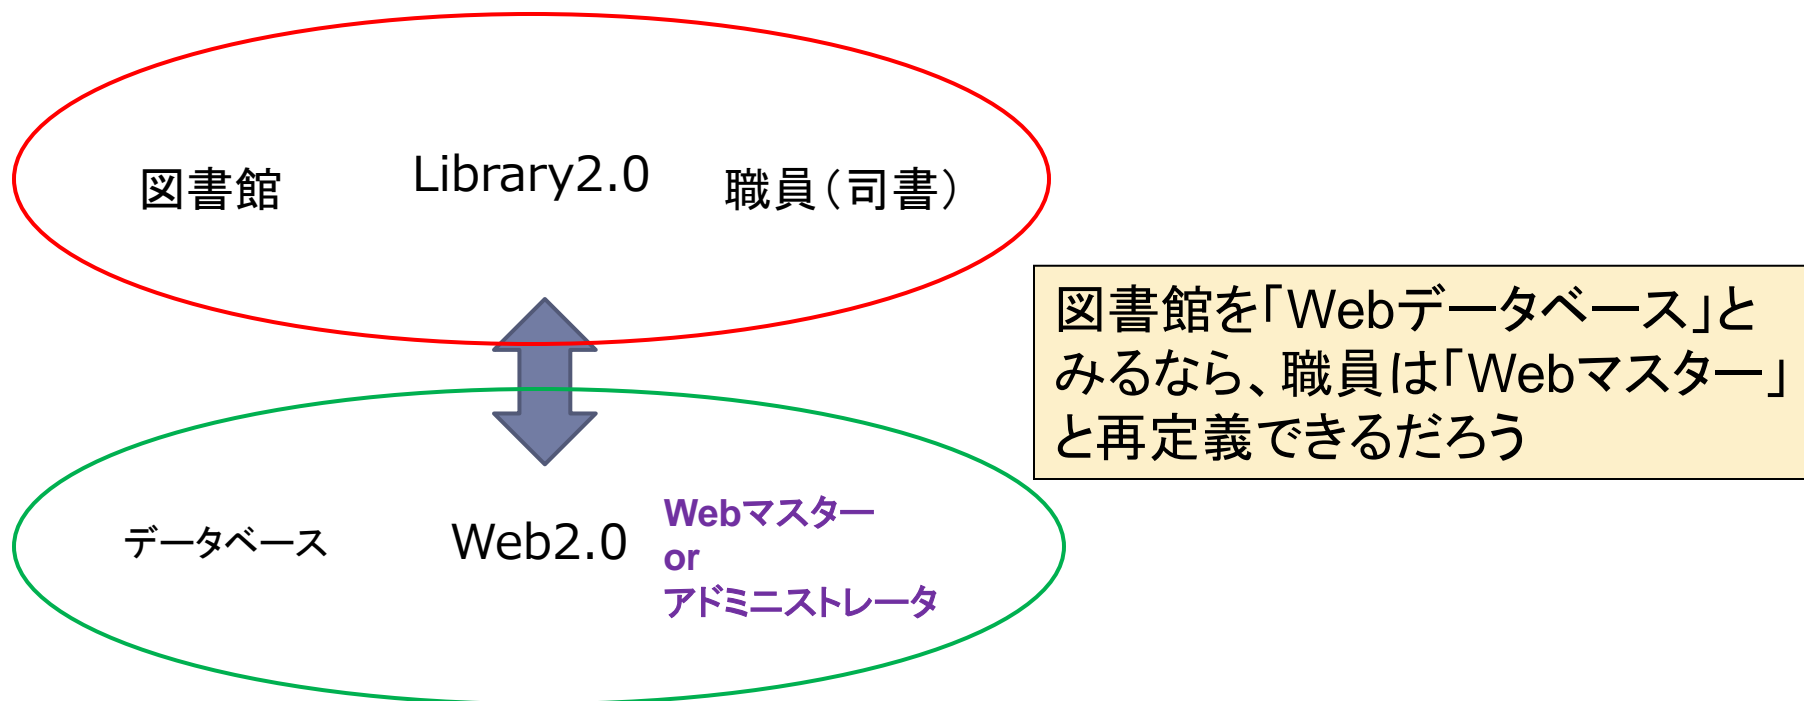 図書館
Library2.0
職員（司書）
図書館を「Webデータベース」と
みるなら、職員は「Webマスター」
と再定義できるだろう
データベース
Web2.0
Webマスター
or
アドミニストレータ